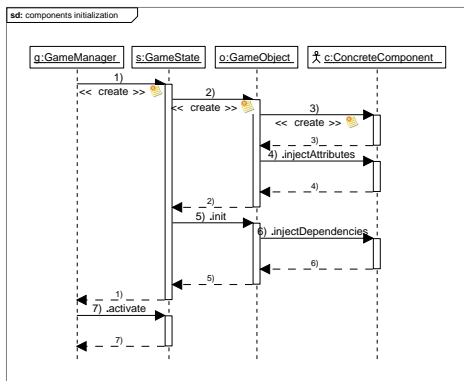 sd: components initialization
g:GameManager s:GameState o:GameObject c:ConcreteComponent
1)
<< create >>
2)
<< create >>
3)
<< create >>
3)
4) .injectAttributes
4)
2)
5) .init
6) .injectDependencies
6)
5)
1)
7) .activate
7)